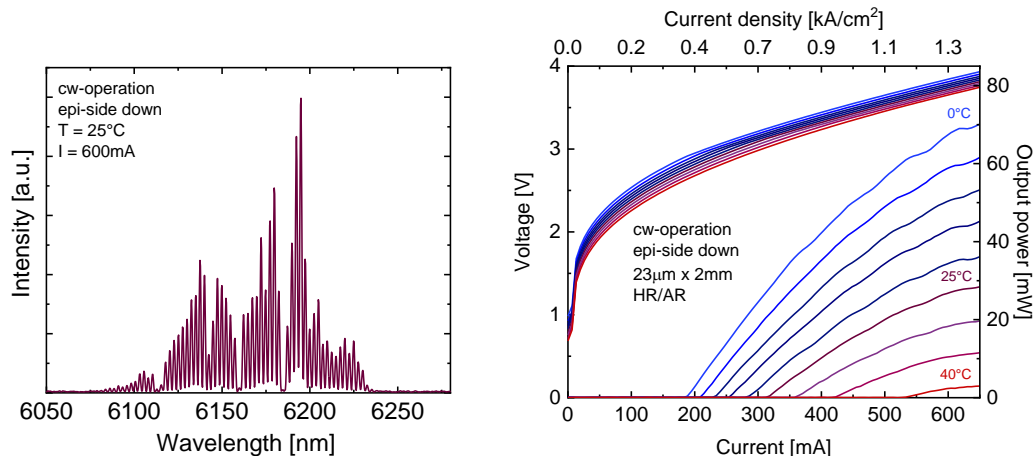 cw-operation
epi-side down
T = 25°C
I = 600mA
Intensity [a.u.]
6050 6100 6150 6200 6250
Wavelength [nm]
Current density [kA/cm²]
0.0 0.2 0.4 0.7 0.9 1.1 1.3
4
3
2
1
0
Voltage [V]
cw-operation
epi-side down
23μm x 2mm
HR/AR
0°C
25°C
40°C
80
60
40
20
0
Output power [mW]
0 100 200 300 400 500 600
Current [mA]